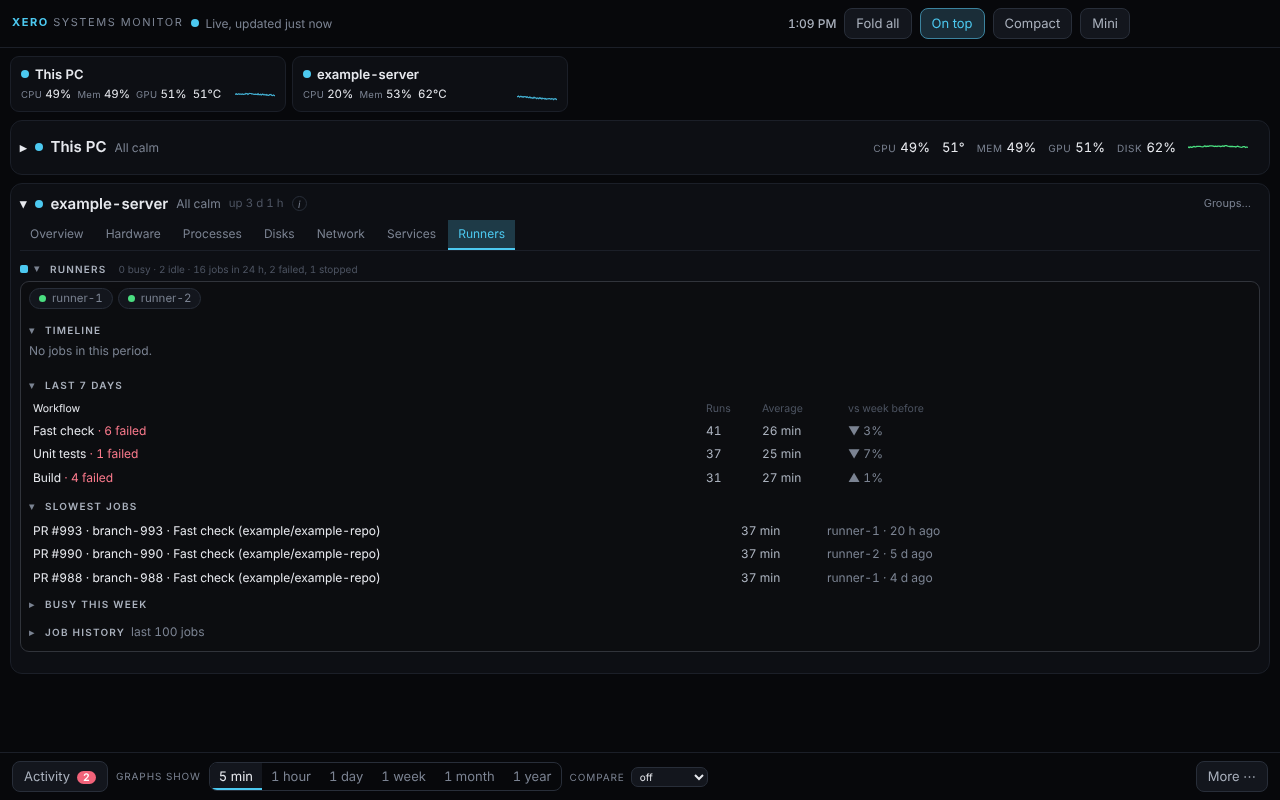 XERO SYSTEMS MONITOR Live, updated just now 1:09 PM Fold all On top Compact Mini
This PC
CPU 49% Mem 49% GPU 51% 51°C
example-server
CPU 20% Mem 53% 62°C
This PC All calm CPU 49% 51° MEM 49% GPU 51% DISK 62%
example-server All calm up 3 d 1 h i Groups...
Overview Hardware Processes Disks Network Services Runners
RUNNERS 0 busy · 2 idle · 16 jobs in 24 h, 2 failed, 1 stopped
runner-1 runner-2
TIMELINE
No jobs in this period.
LAST 7 DAYS
Workflow Runs Average vs week before
Fast check · 6 failed 41 26 min ▼ 3%
Unit tests · 1 failed 37 25 min ▼ 7%
Build · 4 failed 31 27 min ▲ 1%
SLOWEST JOBS
PR #993 · branch-993 · Fast check (example/example-repo) 37 min runner-1 · 20 h ago
PR #990 · branch-990 · Fast check (example/example-repo) 37 min runner-2 · 5 d ago
PR #988 · branch-988 · Fast check (example/example-repo) 37 min runner-1 · 4 d ago
BUSY THIS WEEK
JOB HISTORY last 100 jobs
Activity 2 GRAPHS SHOW 5 min 1 hour 1 day 1 week 1 month 1 year COMPARE off More ···